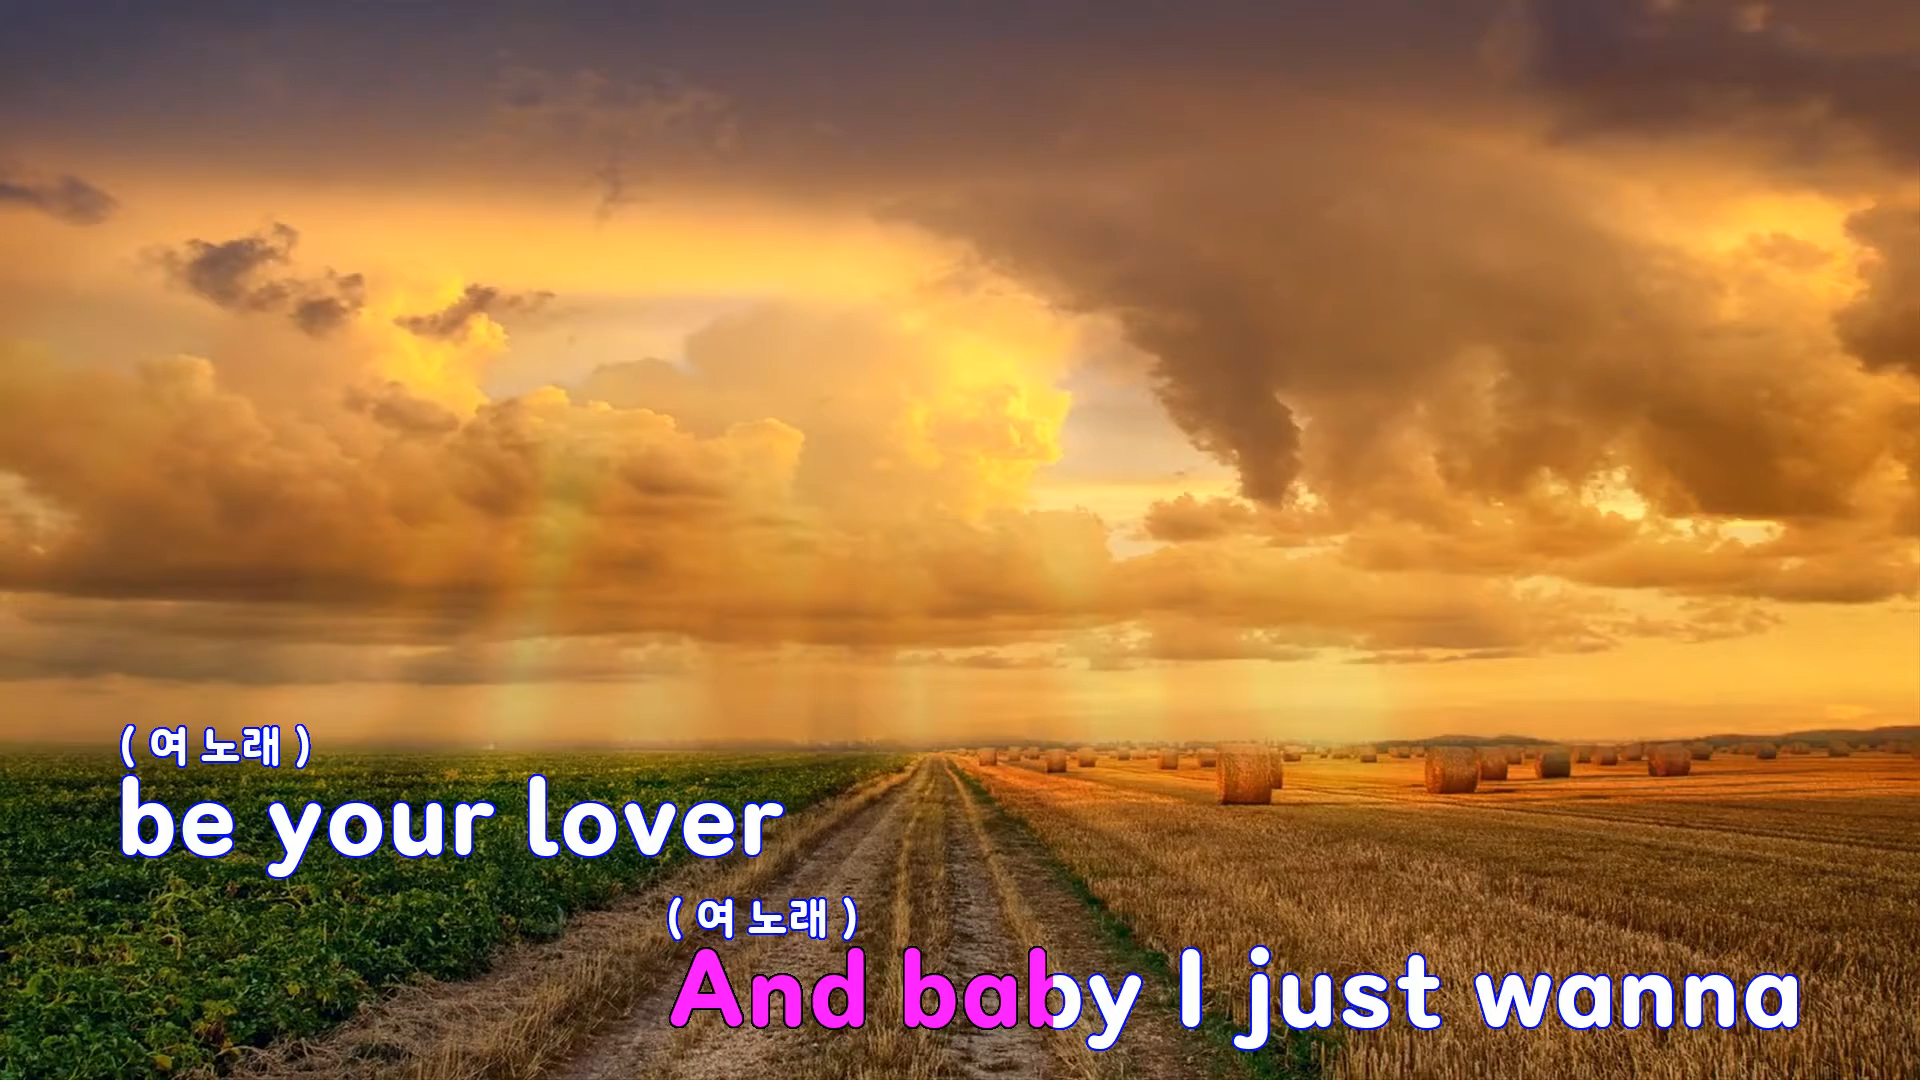 ( 여 노래 )
be your lover
( 여 노래 )
And baby I just wanna